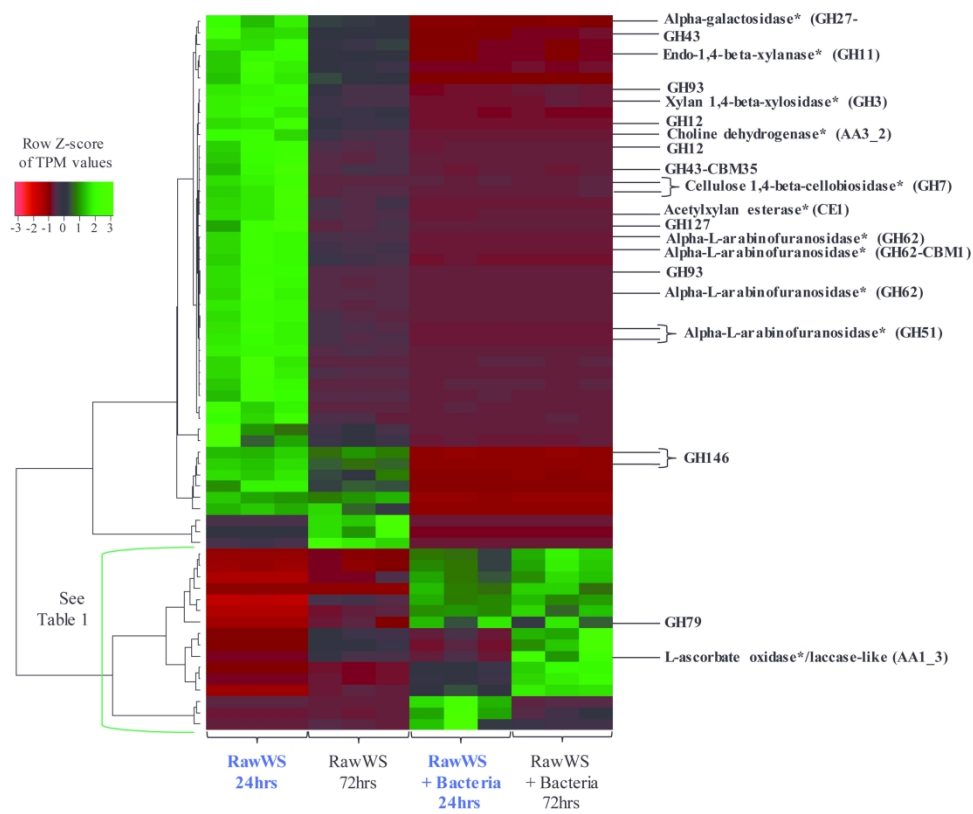 Row Z-score
of TPM values
-3 -2 -1 0 1 2 3
Alpha-galactosidase* (GH27-
GH43
Endo-1,4-beta-xylanase* (GH11)
GH93
Xylan 1,4-beta-xylosidase* (GH3)
GH12
Choline dehydrogenase* (AA3_2)
GH12
GH43-CBM35
Cellulose 1,4-beta-cellobiosidase* (GH7)
Acetylxylan esterase* (CE1)
GH127
Alpha-L-arabinofuranosidase* (GH62)
Alpha-L-arabinofuranosidase* (GH62-CBM1)
GH93
Alpha-L-arabinofuranosidase* (GH62)
Alpha-L-arabinofuranosidase* (GH51)
GH146
See
Table 1
GH79
L-ascorbate oxidase*/laccase-like (AA1_3)
RawWS
24hrs
RawWS
72hrs
RawWS
+ Bacteria
24hrs
RawWS
+ Bacteria
72hrs